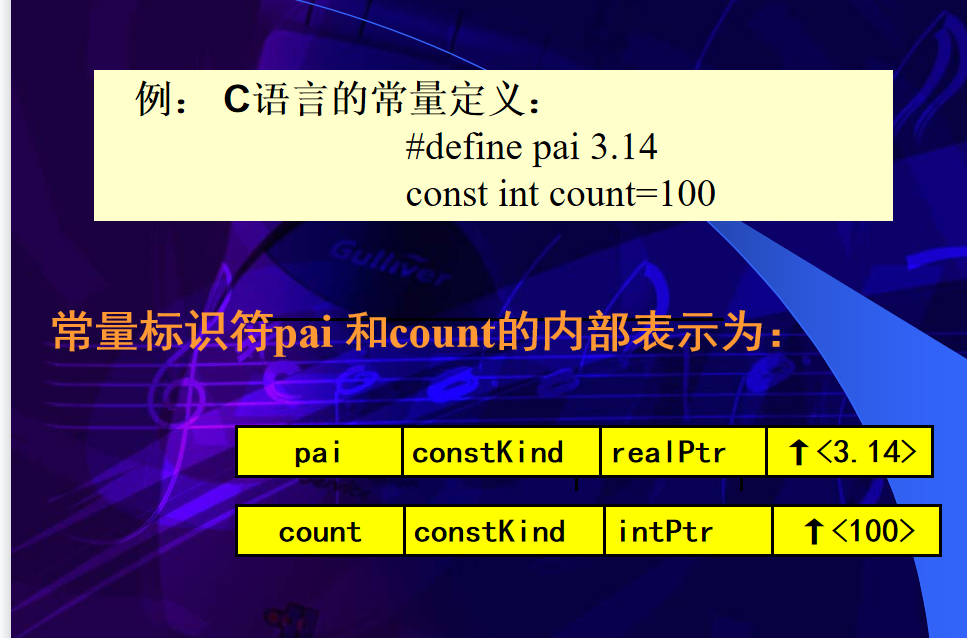 例： C语言的常量定义：
#define pai 3.14
const int count=100
Gulliver
常量标识符pai 和count的内部表示为：
pai constKind realPtr ↑<3.14>
count constKind intPtr ↑<100>